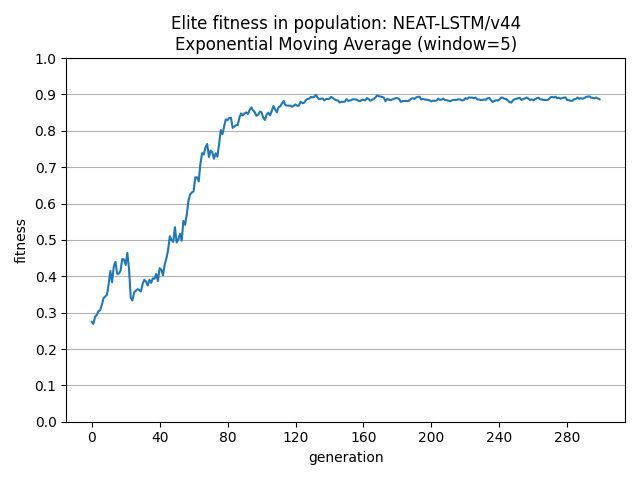 Elite fitness in population: NEAT-LSTM/v44
Exponential Moving Average (window=5)
1.0
0.9
0.8
0.7
0.6
0.5
0.4
0.3
0.2
0.1
0.0
fitness
0 40 80 120 160 200 240 280
generation